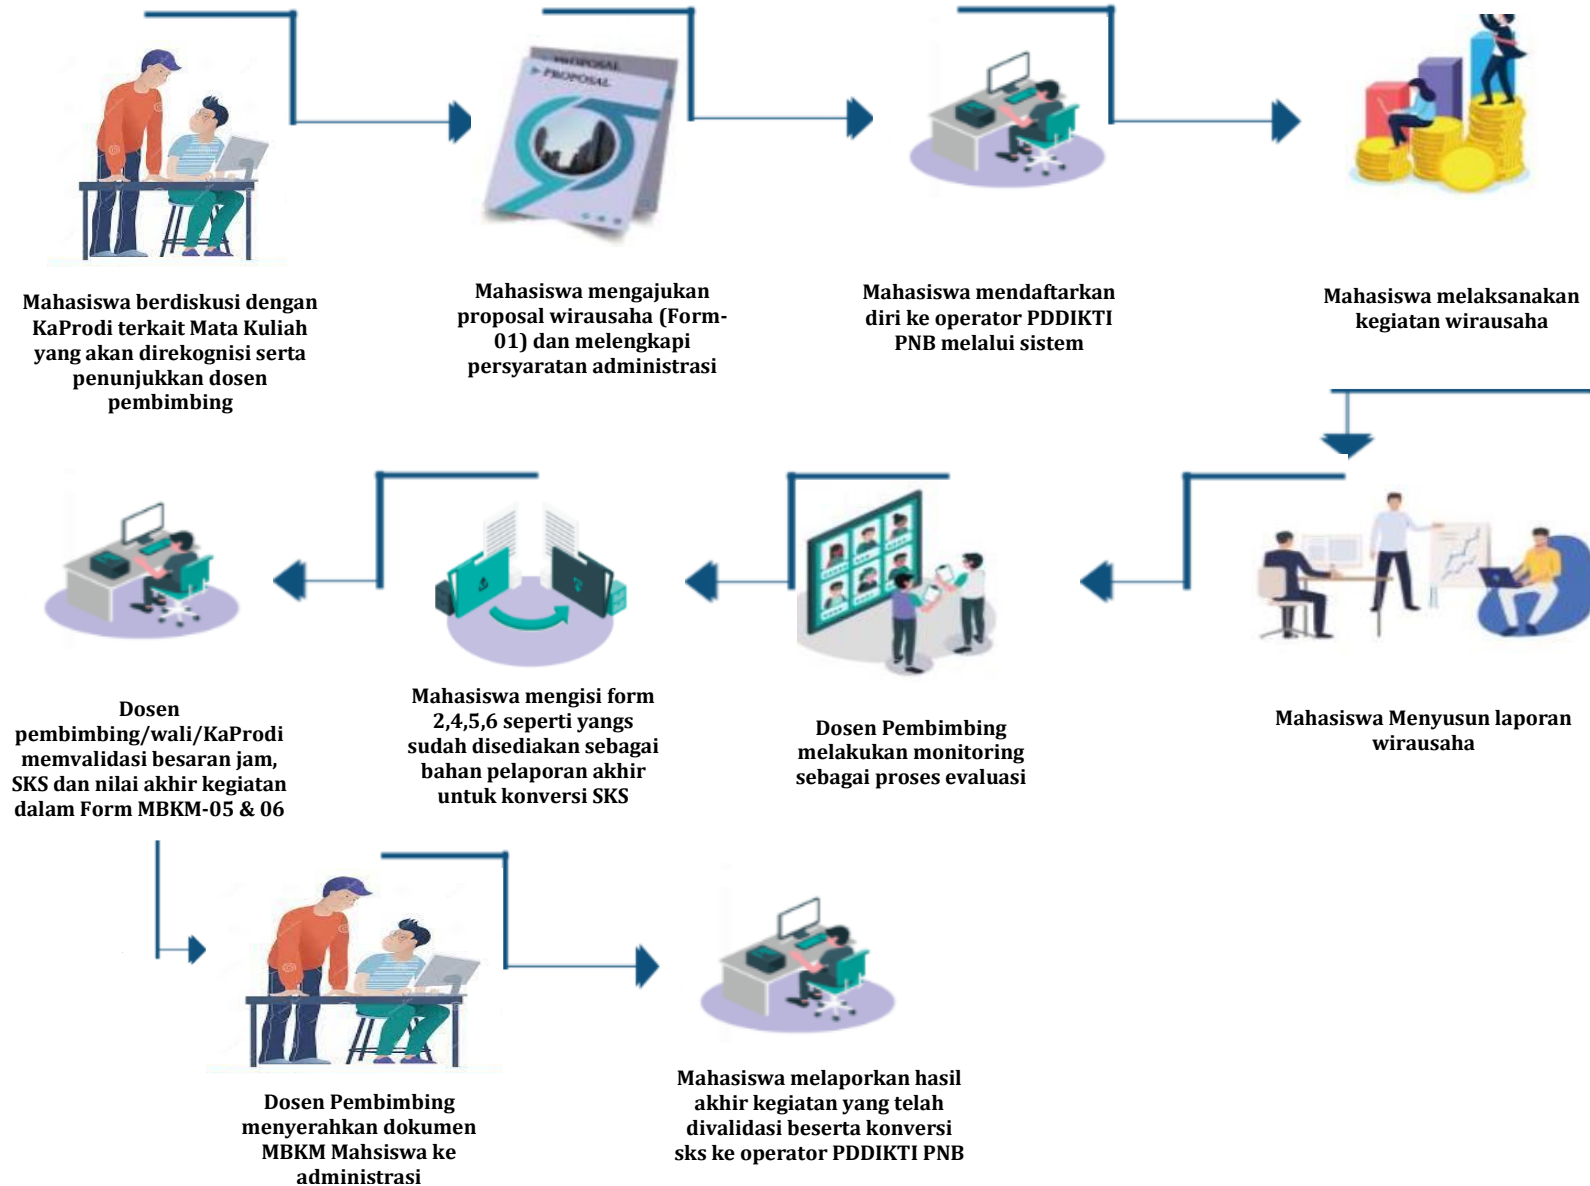 PROPOSAL
PROPOSAL
Mahasiswa berdiskusi dengan
KaProdi terkait Mata Kuliah
yang akan direkognisi serta
penunjukkan dosen
pembimbing
Mahasiswa mengajukan
proposal wirausaha (Form-
01) dan melengkapi
persyaratan administrasi
Mahasiswa mendaftarkan
diri ke operator PDDIKTI
PNB melalui sistem
Mahasiswa melaksanakan
kegiatan wirausaha
Mahasiswa Menyusun laporan
wirausaha
Dosen Pembimbing
melakukan monitoring
sebagai proses evaluasi
Mahasiswa mengisi form
2,4,5,6 seperti yangs
sudah disediakan sebagai
bahan pelaporan akhir
untuk konversi SKS
Dosen
pembimbing/wali/KaProdi
memvalidasi besaran jam,
SKS dan nilai akhir kegiatan
dalam Form MBKM-05 & 06
Dosen Pembimbing
menyerahkan dokumen
MBKM Mahsiswa ke
administrasi
Mahasiswa melaporkan hasil
akhir kegiatan yang telah
divalidasi beserta konversi
sks ke operator PDDIKTI PNB